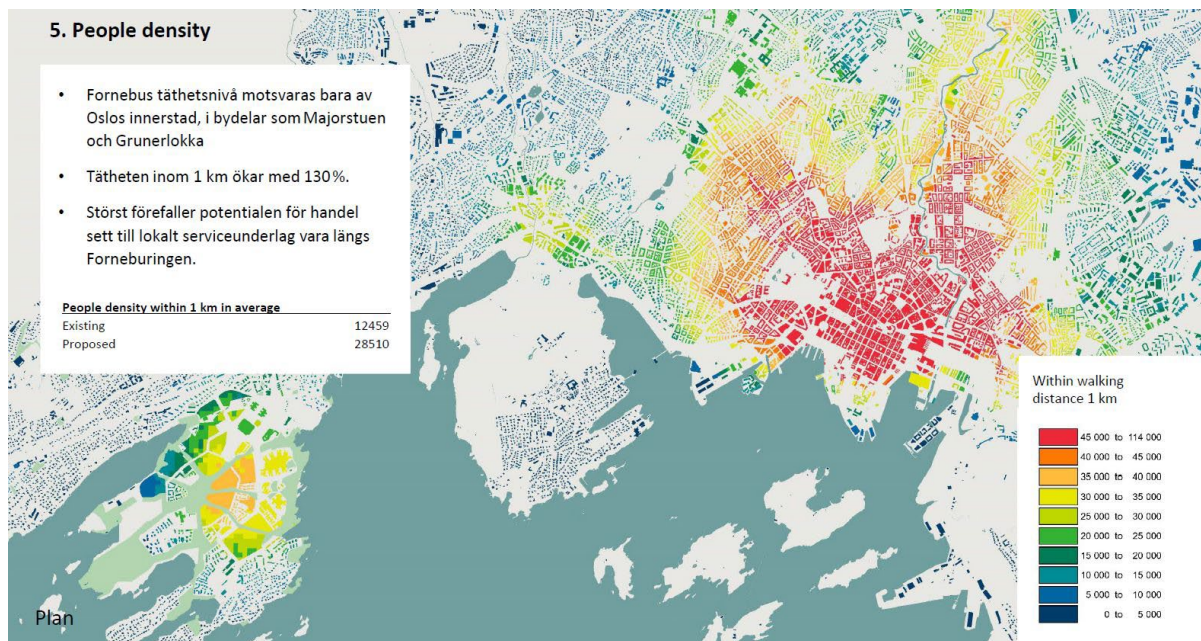 5. People density
• Fornebus täthetsnivå motsvaras bara av
Oslos innerstad, i bydelar som Majorstuen
och Grunerlokka
• Tätheten inom 1 km ökar med 130%.
• Störst förefaller potentialen för handel
sett till lokalt serviceunderlag vara längs
Forneburingen.
People density within 1 km in average
Existing 12459
Proposed 28510
Within walking
distance 1 km
45 000 to 114 000
40 000 to 45 000
35 000 to 40 000
30 000 to 35 000
25 000 to 30 000
20 000 to 25 000
15 000 to 20 000
10 000 to 15 000
5 000 to 10 000
0 to 5 000
Plan